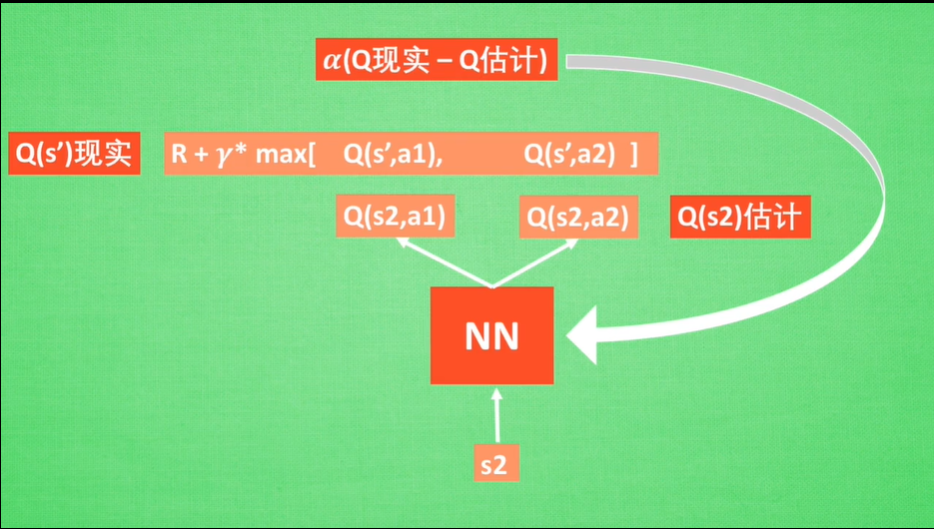 𝛼(Q现实 – Q估计)
Q(s’)现实 R + 𝛾* max[ Q(s’,a1), Q(s’,a2) ]
Q(s2,a1) Q(s2,a2) Q(s2)估计
NN
s2